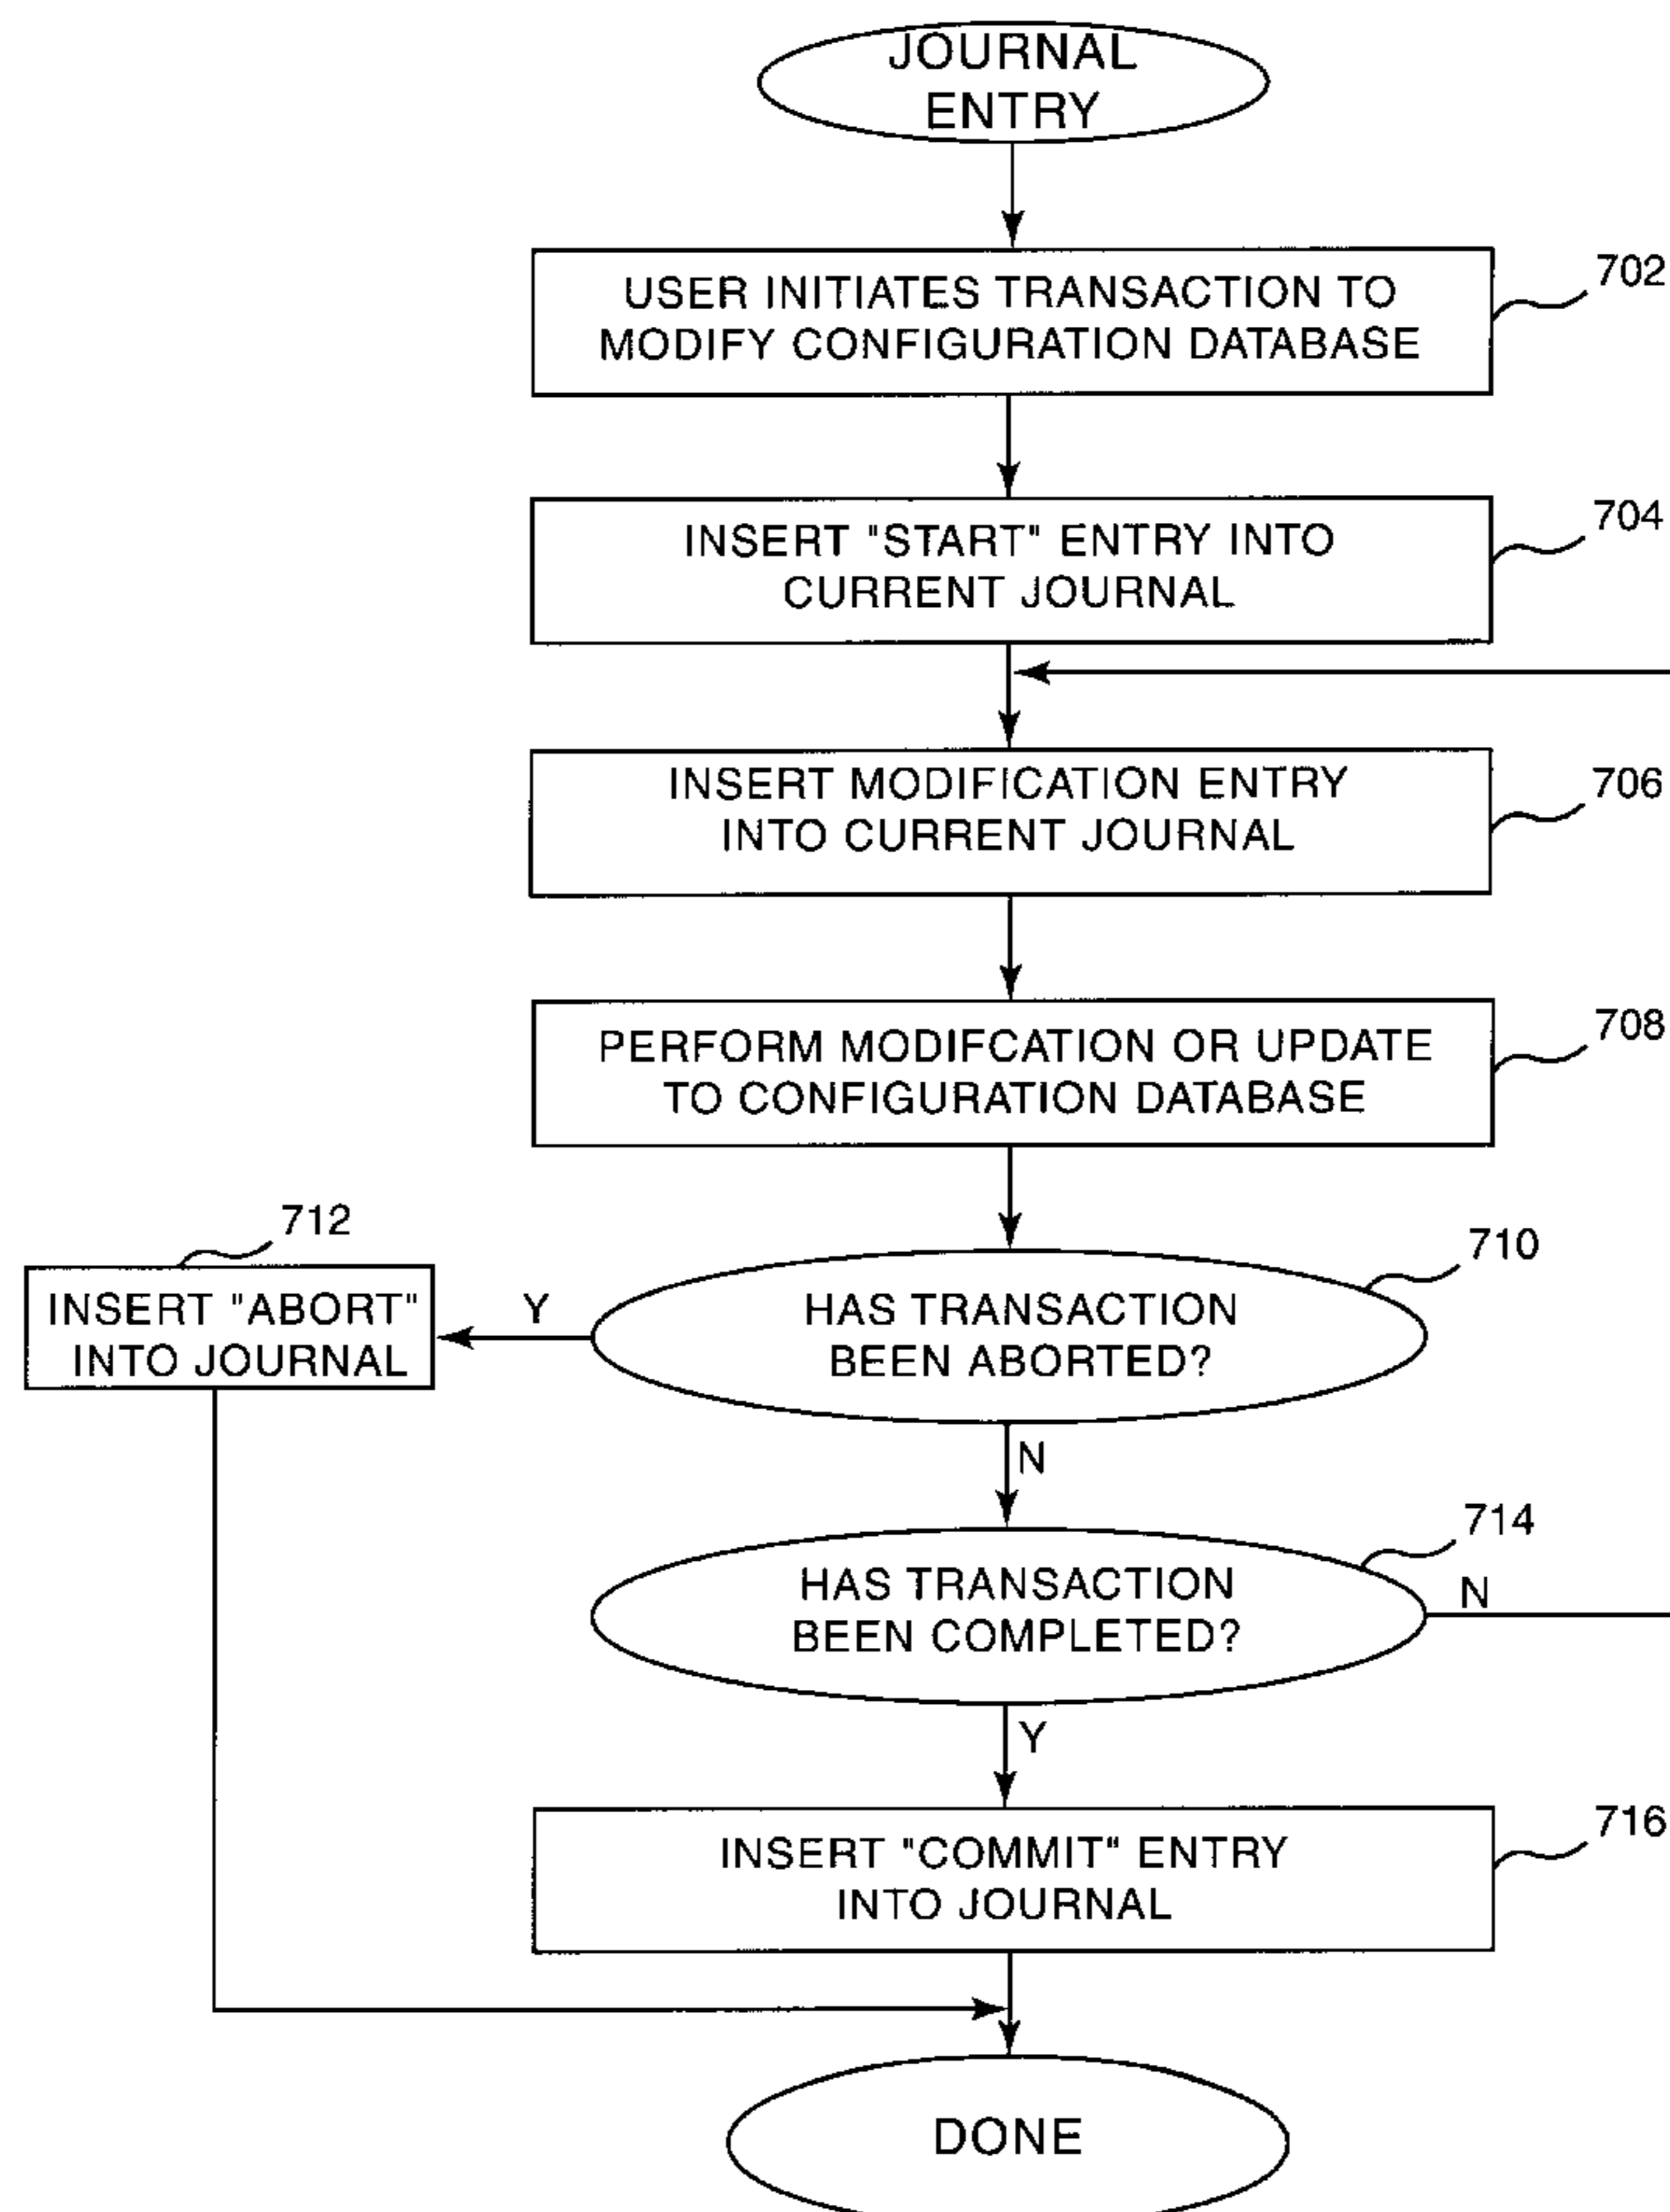 JOURNAL
ENTRY
USER INITIATES TRANSACTION TO
MODIFY CONFIGURATION DATABASE
702
INSERT "START" ENTRY INTO
CURRENT JOURNAL
704
INSERT MODIFICATION ENTRY
INTO CURRENT JOURNAL
706
PERFORM MODIFCATION OR UPDATE
TO CONFIGURATION DATABASE
708
712
INSERT "ABORT"
INTO JOURNAL
Y
HAS TRANSACTION
BEEN ABORTED?
710
N
HAS TRANSACTION
BEEN COMPLETED?
714
N
Y
INSERT "COMMIT" ENTRY
INTO JOURNAL
716
DONE